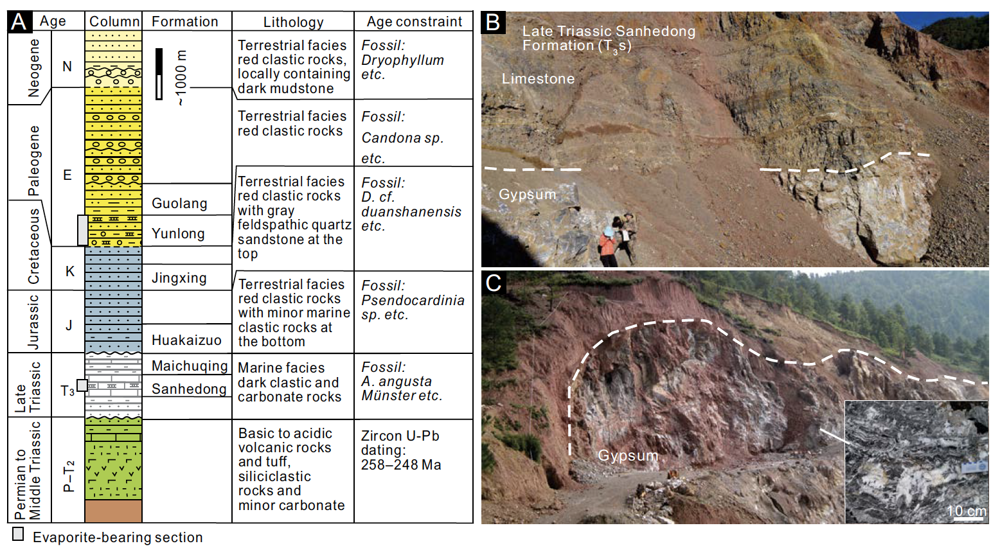 A
Age
Column
Formation
Lithology
Age constraint
Neogene
N
~1000 m
Terrestrial facies
red clastic rocks,
locally containing
dark mudstone
Fossil:
Dryophyllum
etc.
Paleogene
E
Terrestrial facies
red clastic rocks
Fossil:
Candona sp.
etc.
Guolang
Yunlong
Terrestrial facies
red clastic rocks
with gray
feldspathic quartz
sandstone at the
top
Fossil:
D. cf.
duanshanensis
etc.
Cretaceous
K
Jingxing
Jurassic
J
Huakaizuo
Terrestrial facies
red clastic rocks
with minor marine
clastic rocks at
the bottom
Fossil:
Psendocardinia
sp. etc.
Late
Triassic
T3
Maichuqing
Sanhedong
Marine facies
dark clastic and
carbonate rocks
Fossil:
A. angusta
Münster etc.
Permian to
Middle Triassic
P–T2
Basic to acidic
volcanic rocks
and tuff,
siliciclastic
rocks and
minor carbonate
Zircon U-Pb
dating:
258–248 Ma
Evaporite-bearing section
B
Late Triassic Sanhedong
Formation (T3s)
Limestone
Gypsum
C
Gypsum
10 cm